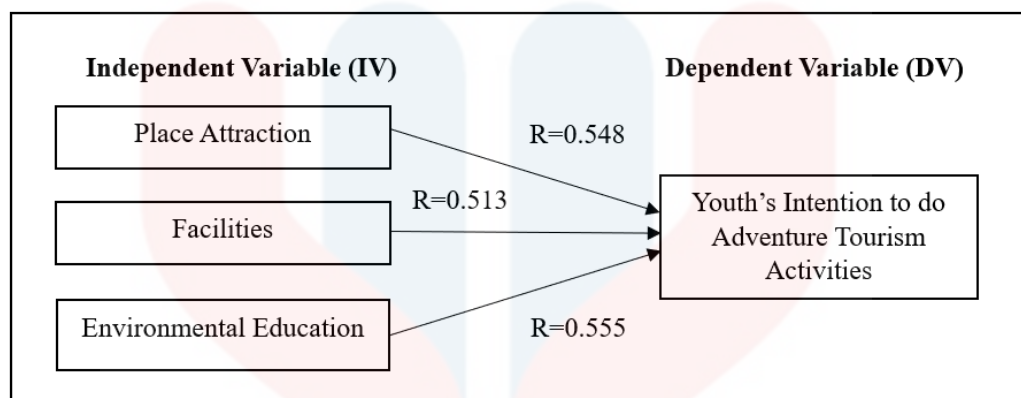 Independent Variable (IV)
Dependent Variable (DV)
Place Attraction
R=0.548
R=0.513
Facilities
Youth’s Intention to do
Adventure Tourism
Activities
Environmental Education
R=0.555